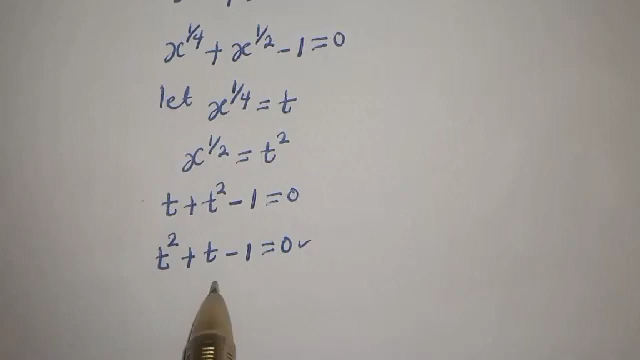 x^{1/4} + x^{1/2} - 1 = 0
let x^{1/4} = t
x^{1/2} = t^2
t + t^2 - 1 = 0
t^2 + t - 1 = 0